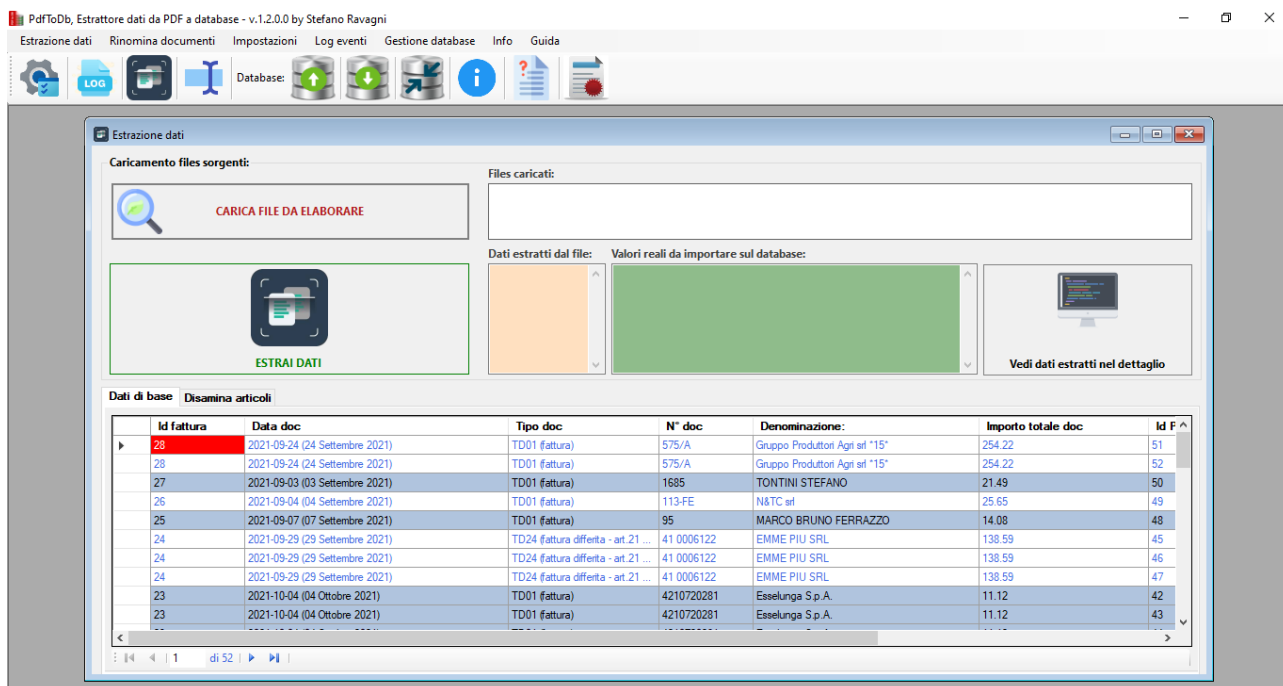 PdfToDb, Estrattore dati da PDF a database - v.1.2.0.0 by Stefano Ravagni
Estrazione dati Rinomina documenti Impostazioni Log eventi Gestione database Info Guida
LOG Database:
Estrazione dati
Caricamento files sorgenti:
Files caricati:
CARICA FILE DA ELABORARE
Dati estratti dal file: Valori reali da importare sul database:
ESTRAI DATI
Vedi dati estratti nel dettaglio
Dati di base Disamina articoli
Id fattura Data doc Tipo doc N° doc Denominazione: Importo totale doc Id
28 2021-09-24 (24 Settembre 2021) TD01 (fattura) 575/A Gruppo Produttori Agri srl "15" 254.22 51
28 2021-09-24 (24 Settembre 2021) TD01 (fattura) 575/A Gruppo Produttori Agri srl "15" 254.22 52
27 2021-09-03 (03 Settembre 2021) TD01 (fattura) 1685 TONTINI STEFANO 21.49 50
26 2021-09-04 (04 Settembre 2021) TD01 (fattura) 113-FE N&TC srl 25.65 49
25 2021-09-07 (07 Settembre 2021) TD01 (fattura) 95 MARCO BRUNO FERRAZZO 14.08 48
24 2021-09-29 (29 Settembre 2021) TD24 (fattura differita - art.21 ... 41 0006122 EMME PIU SRL 138.59 45
24 2021-09-29 (29 Settembre 2021) TD24 (fattura differita - art.21 ... 41 0006122 EMME PIU SRL 138.59 46
24 2021-09-29 (29 Settembre 2021) TD24 (fattura differita - art.21 ... 41 0006122 EMME PIU SRL 138.59 47
23 2021-10-04 (04 Ottobre 2021) TD01 (fattura) 4210720281 Esselunga S.p.A. 11.12 42
23 2021-10-04 (04 Ottobre 2021) TD01 (fattura) 4210720281 Esselunga S.p.A. 11.12 43
1 di 52